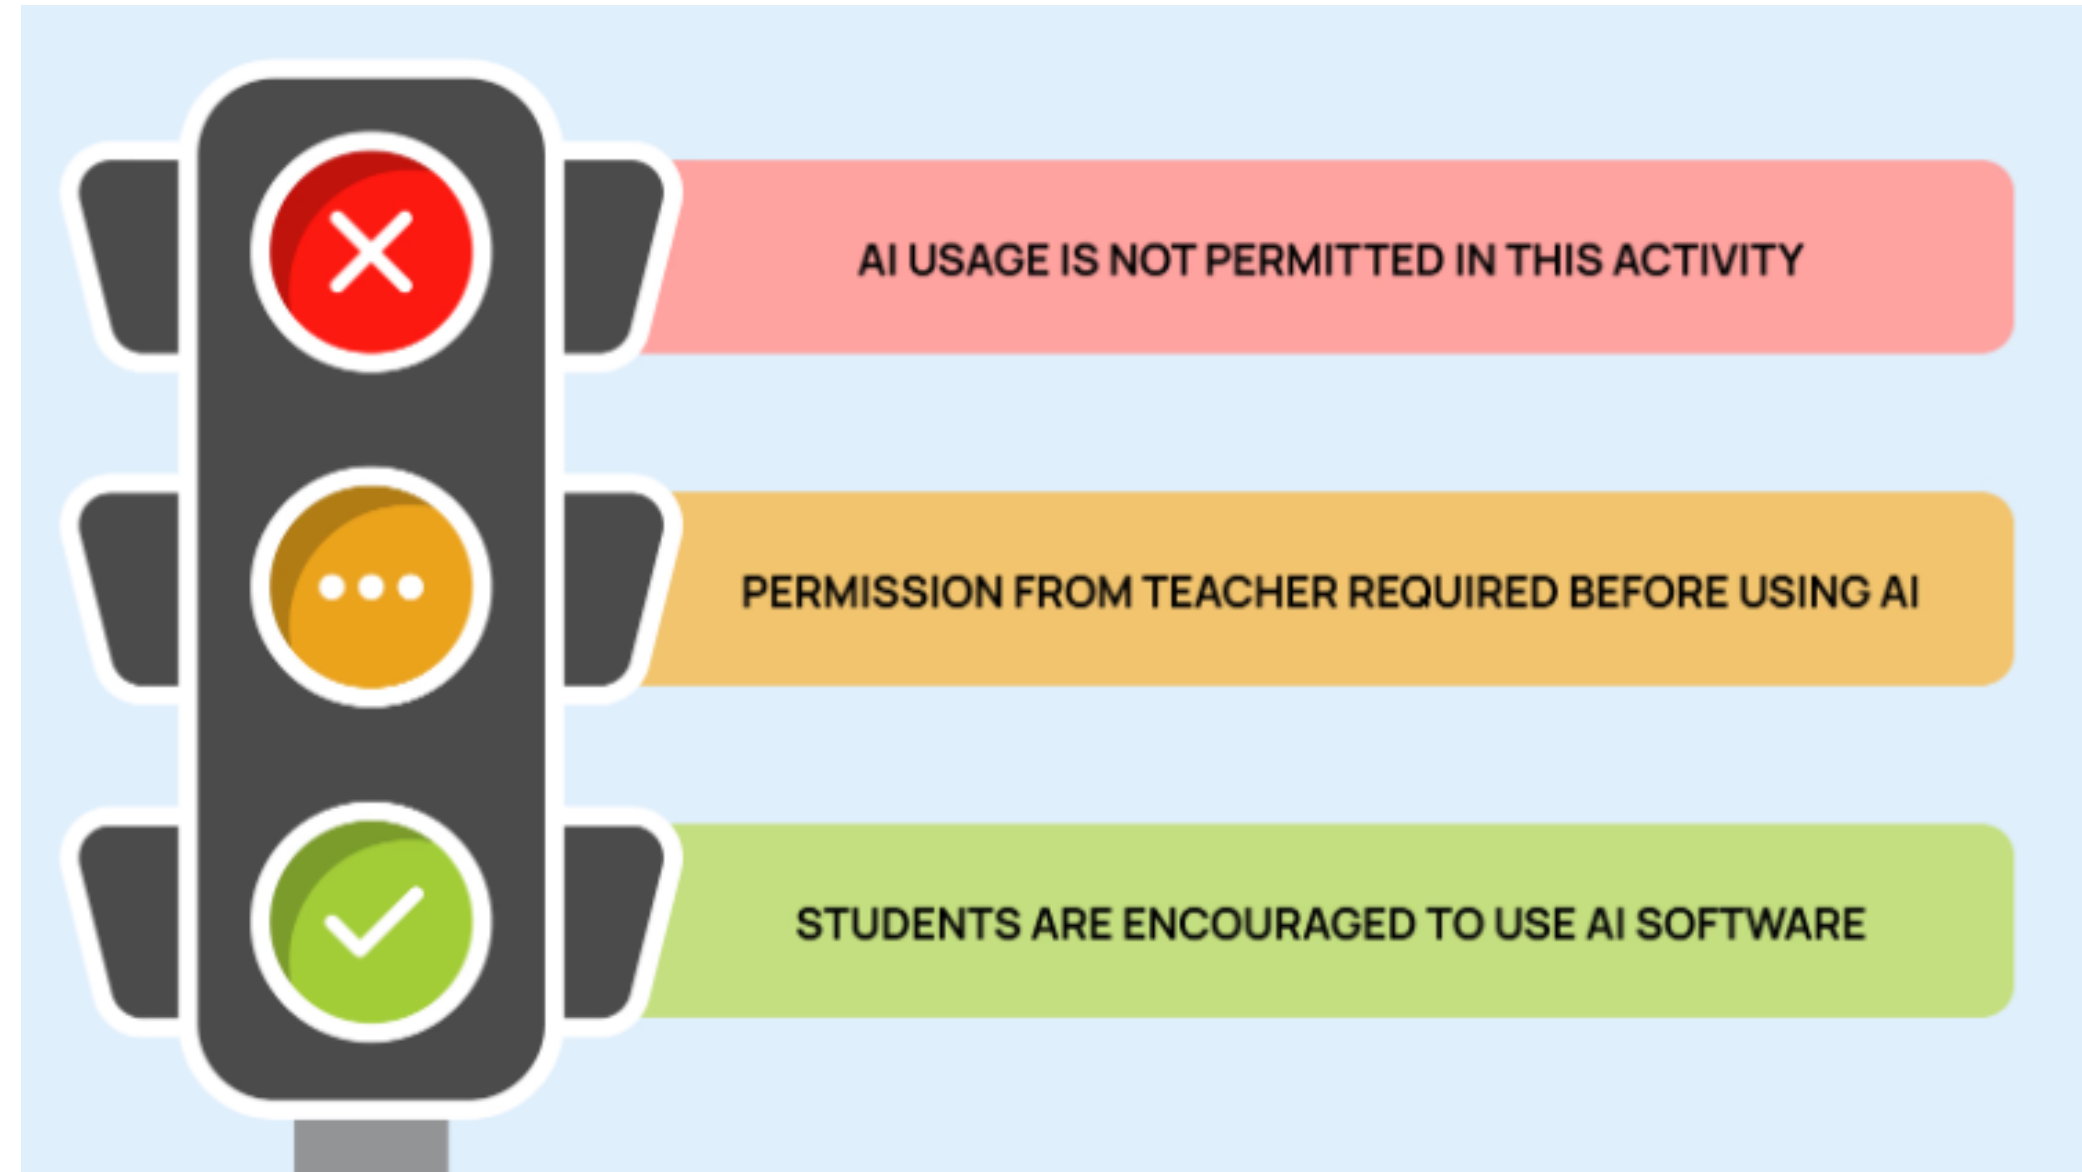 AI USAGE IS NOT PERMITTED IN THIS ACTIVITY
PERMISSION FROM TEACHER REQUIRED BEFORE USING AI
STUDENTS ARE ENCOURAGED TO USE AI SOFTWARE